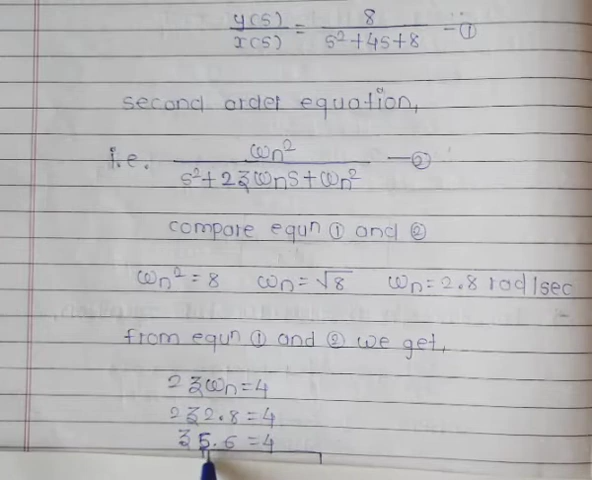 y(s)/x(s) = 8/(s²+4s+8) —①
second order equation,
i.e. ωn²/(s²+2ζωns+ωn²) —②
compare equn ① and ②
ωn²=8 ωn=√8 ωn=2.8 rad/sec
from equn ① and ② we get,
2ζωn=4
2ζ2.8=4
ζ5.6=4